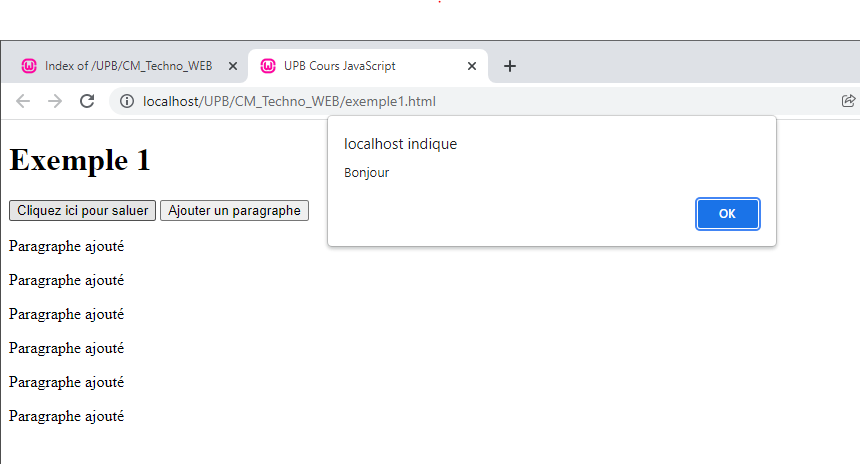 Index of /UPB/CM_Techno_WEB
UPB Cours JavaScript
localhost/UPB/CM_Techno_WEB/exemple1.html
localhost indique
Bonjour
OK
Exemple 1
Cliquez ici pour saluer
Ajouter un paragraphe
Paragraphe ajouté
Paragraphe ajouté
Paragraphe ajouté
Paragraphe ajouté
Paragraphe ajouté
Paragraphe ajouté